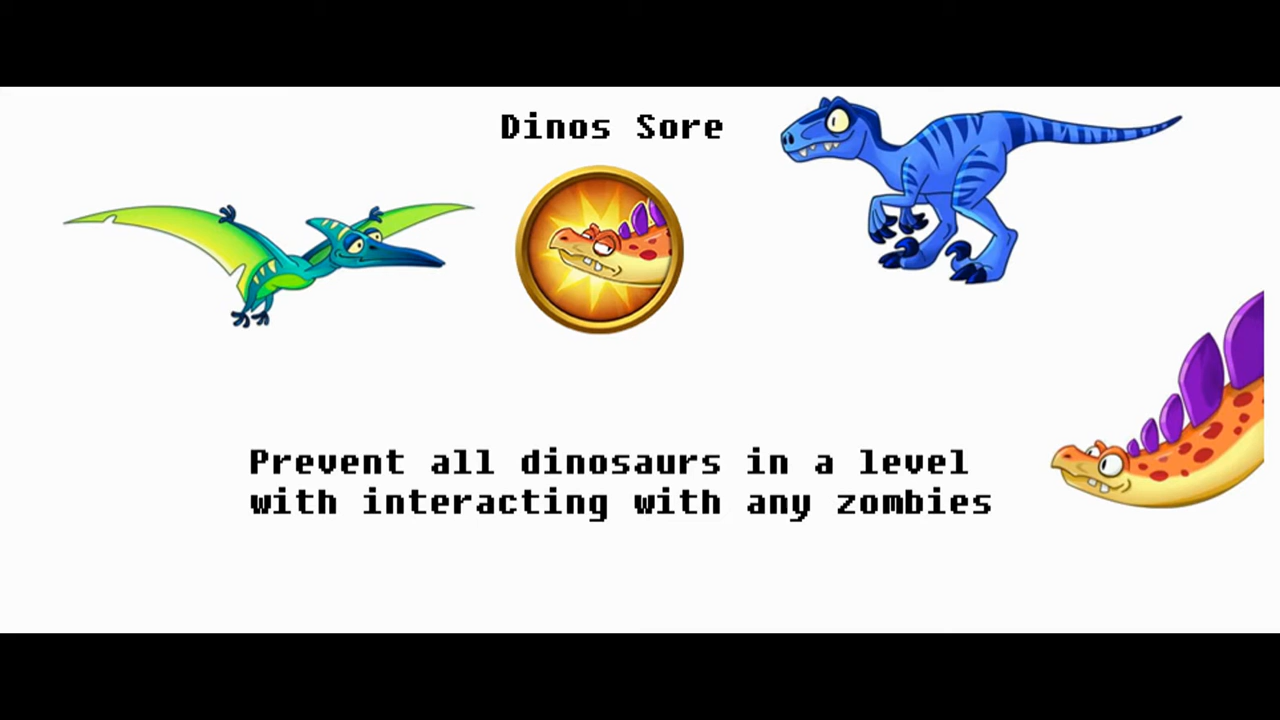 Dinos Sore
Prevent all dinosaurs in a level
with interacting with any zombies